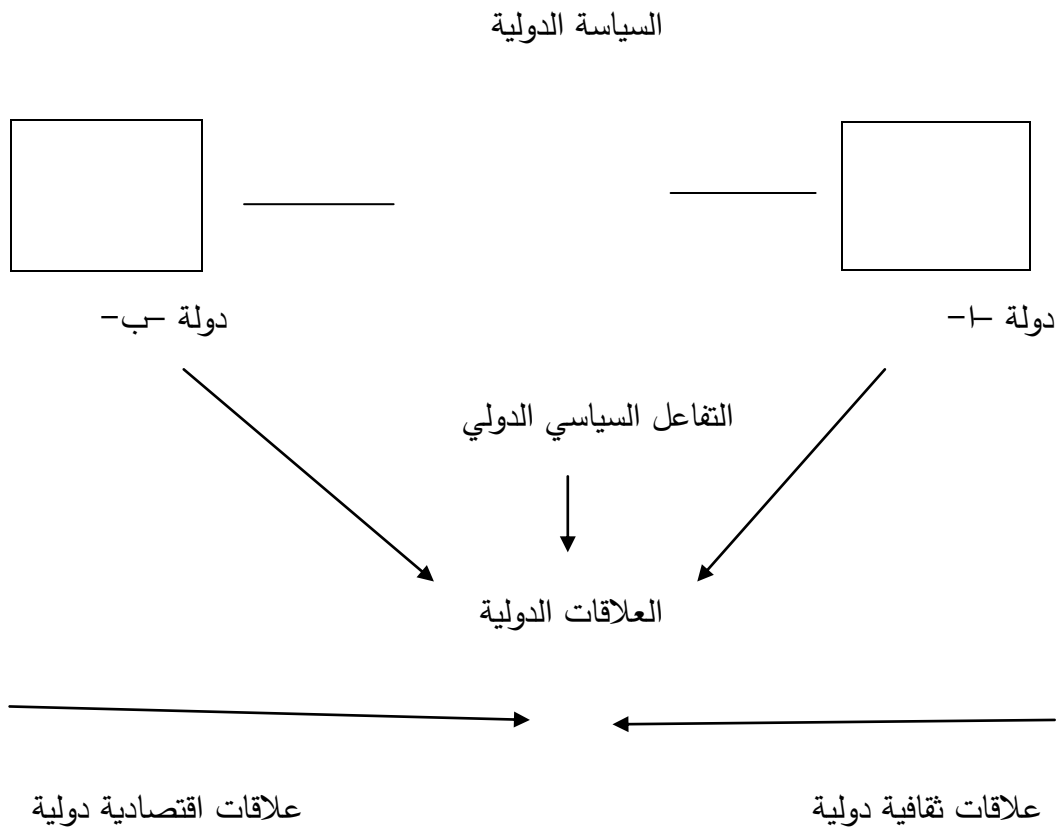 السياسة الدولية
دولة –ا– دولة –ب–
التفاعل السياسي الدولي
العلاقات الدولية
علاقات ثقافية دولية علاقات اقتصادية دولية